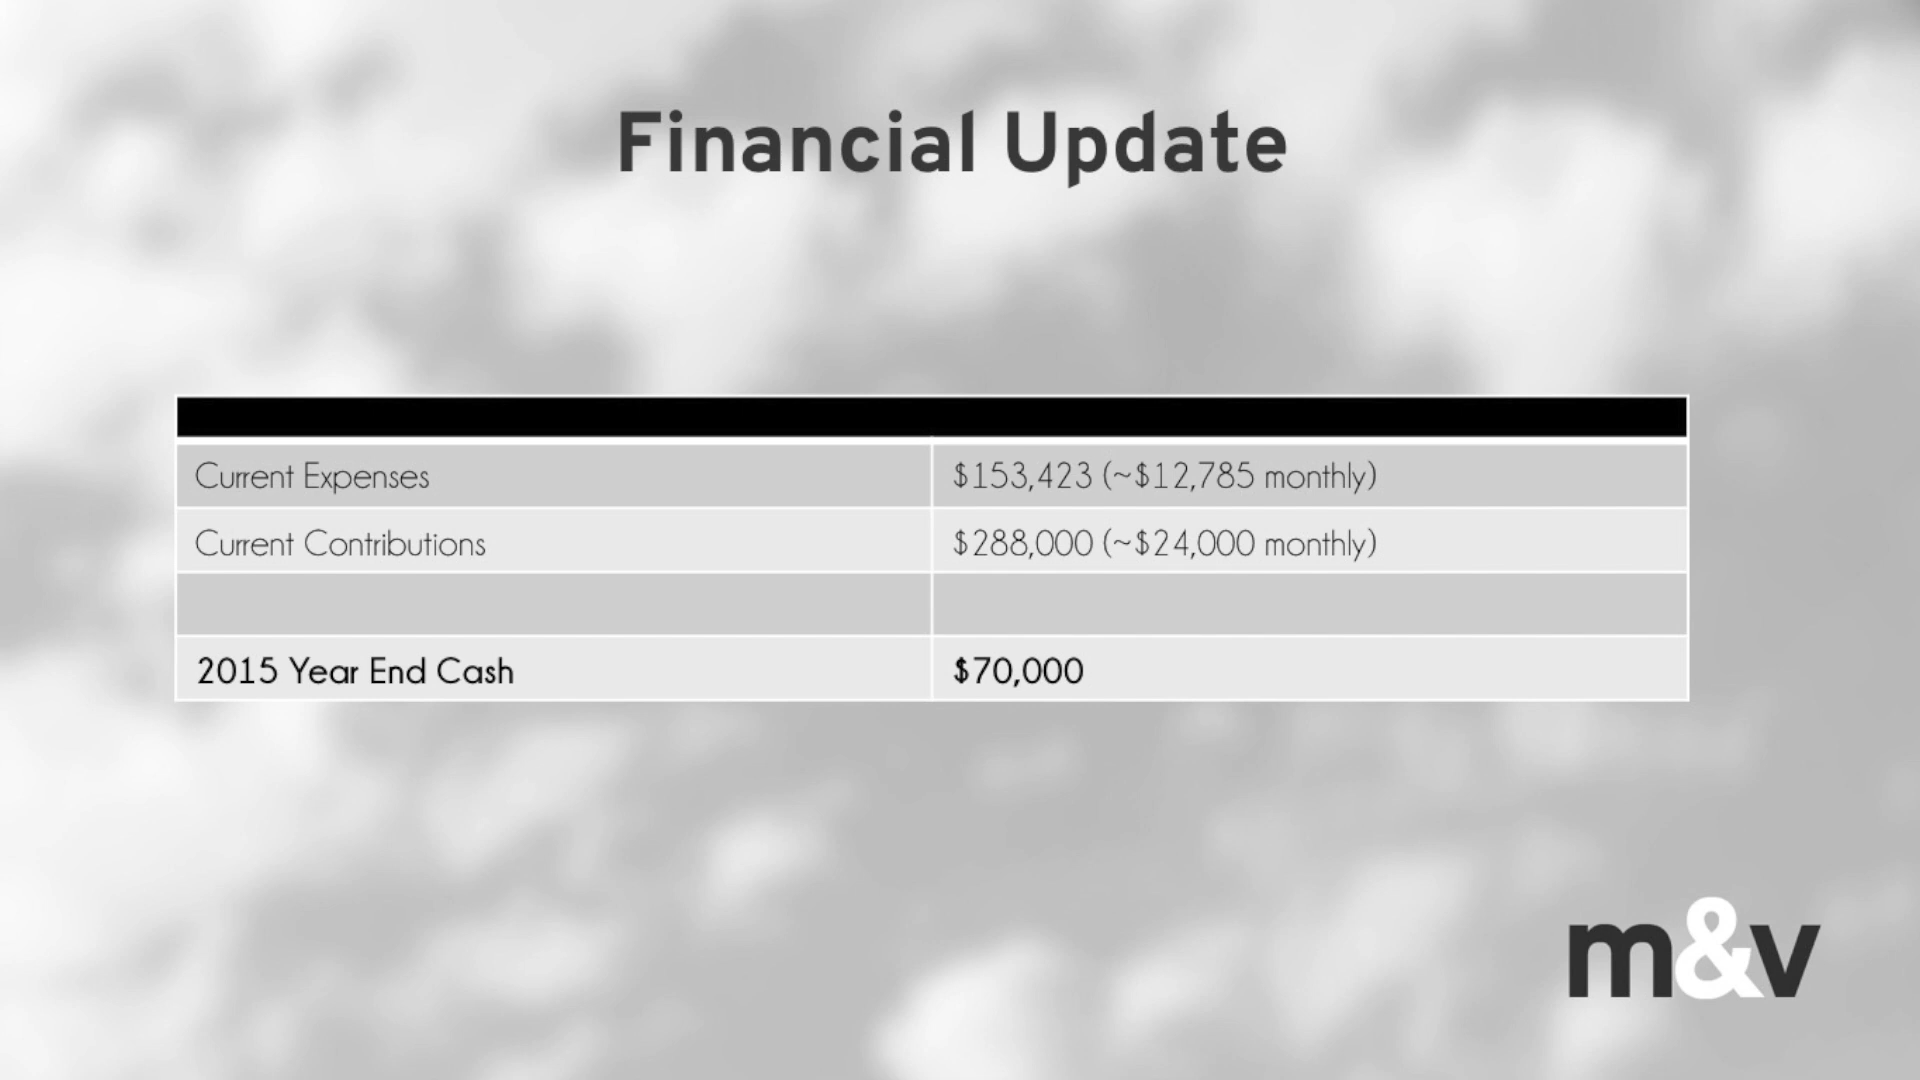 Financial Update
Current Expenses $153,423 (~$12,785 monthly)
Current Contributions $288,000 (~$24,000 monthly)
2015 Year End Cash $70,000
m&v